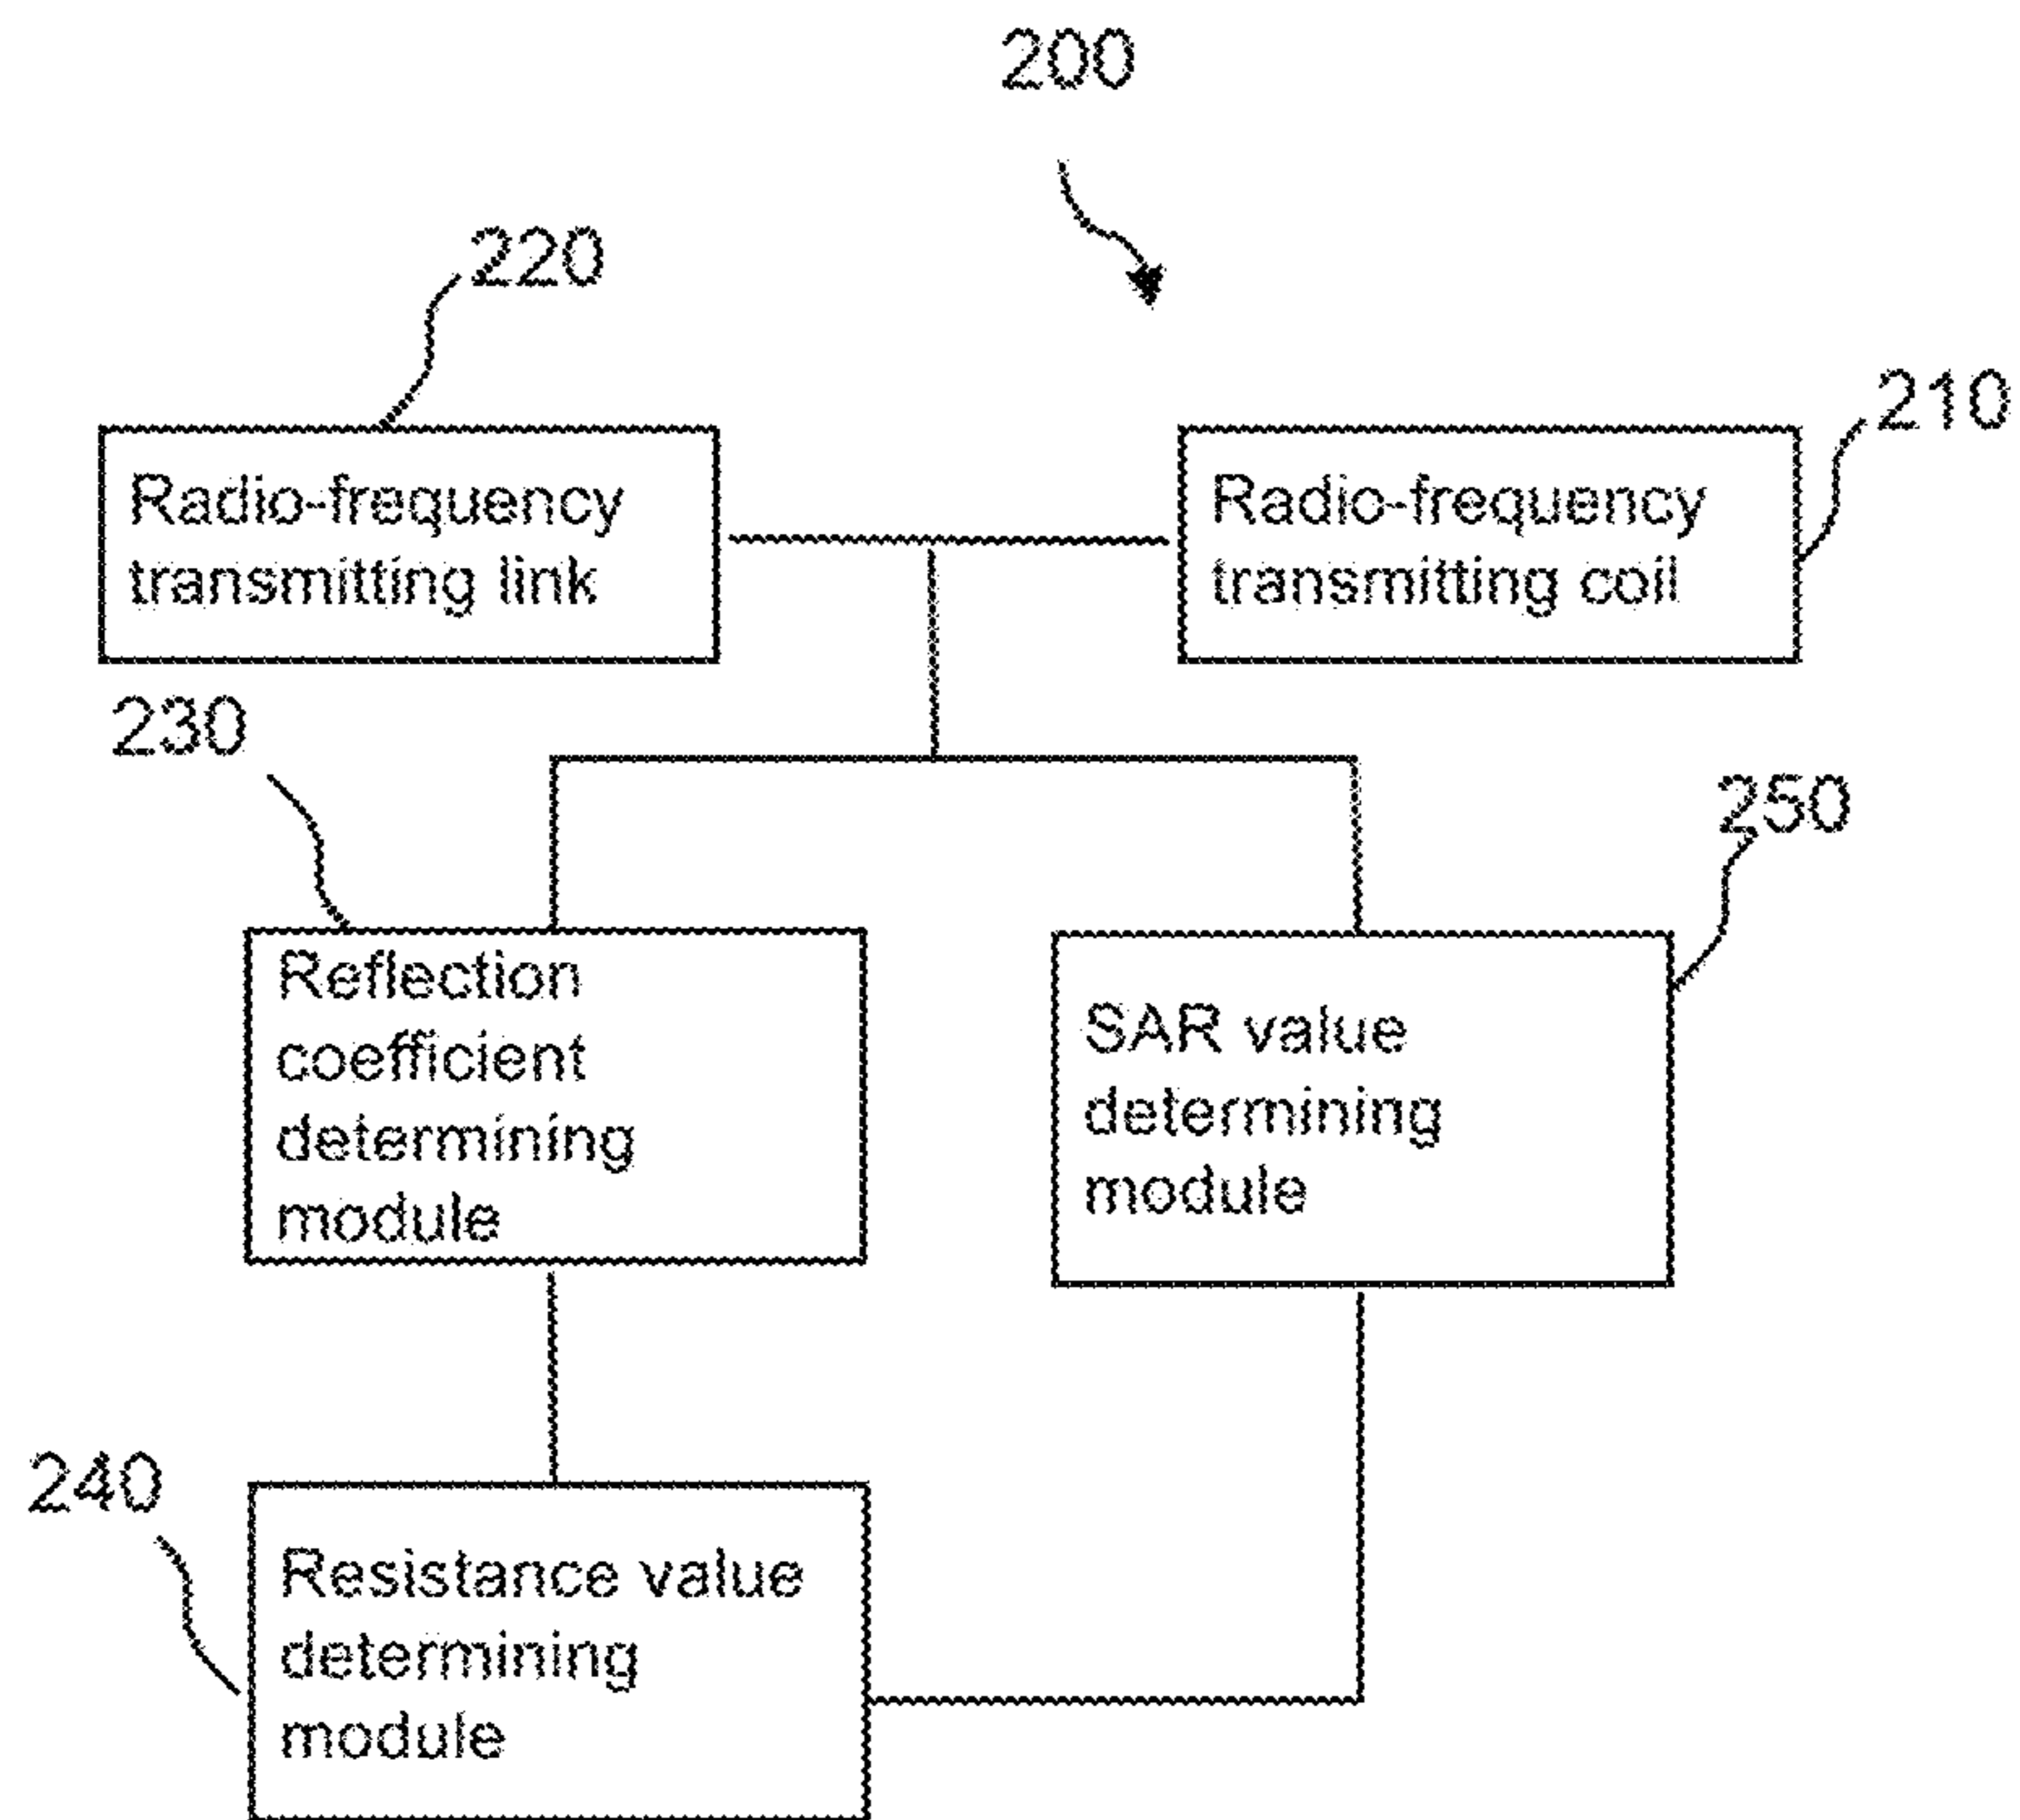 200
220
210
Radio-frequency
transmitting link
Radio-frequency
transmitting coil
230
250
Reflection
coefficient
determining
module
SAR value
determining
module
240
Resistance value
determining
module